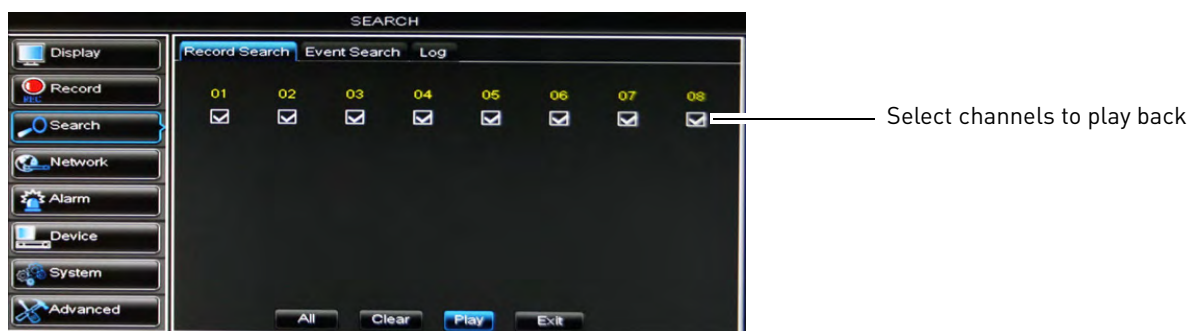 SEARCH
Display
Record Search Event Search Log
REC Record
01 02 03 04 05 06 07 08
Search
Select channels to play back
Network
Alarm
Device
System
Advanced
All Clear Play Exit